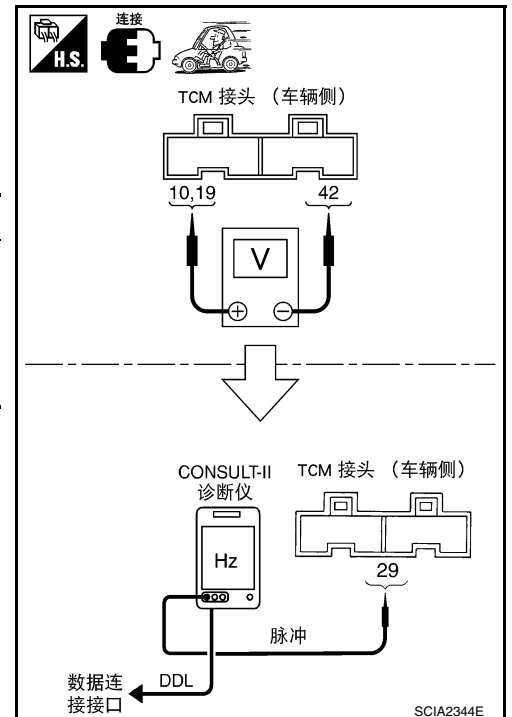 连接
H.S.
TCM 接头 （车辆侧）
10,19
42
V
+ −
CONSULT-II
诊断仪
TCM 接头 （车辆侧）
Hz
29
脉冲
数据连
接接口
DDL
SCIA2344E